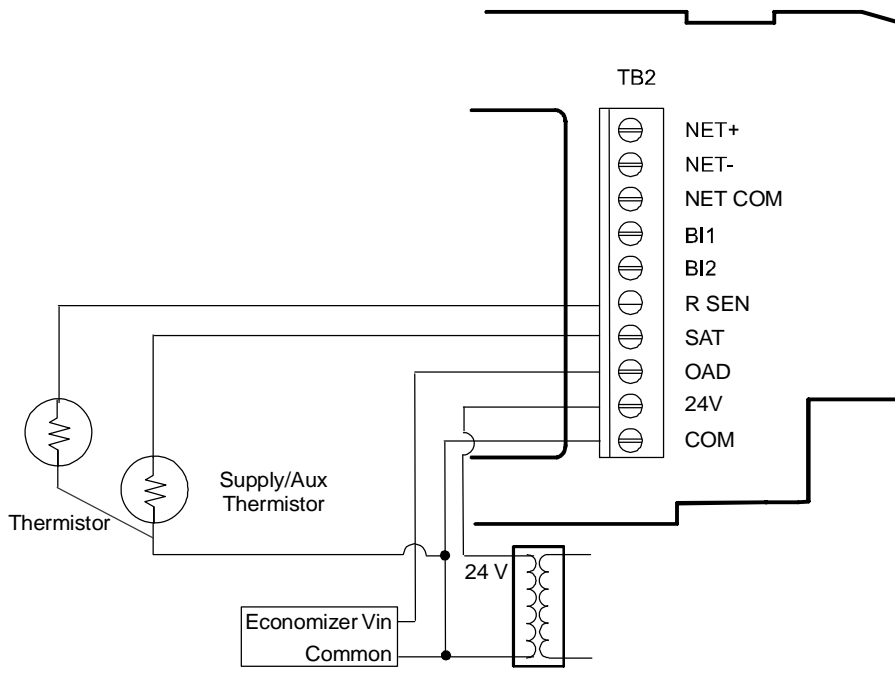 TB2
NET+
NET-
NET COM
BI1
BI2
R SEN
SAT
OAD
24V
COM
Supply/Aux
Thermistor
Thermistor
24 V
Economizer Vin
Common